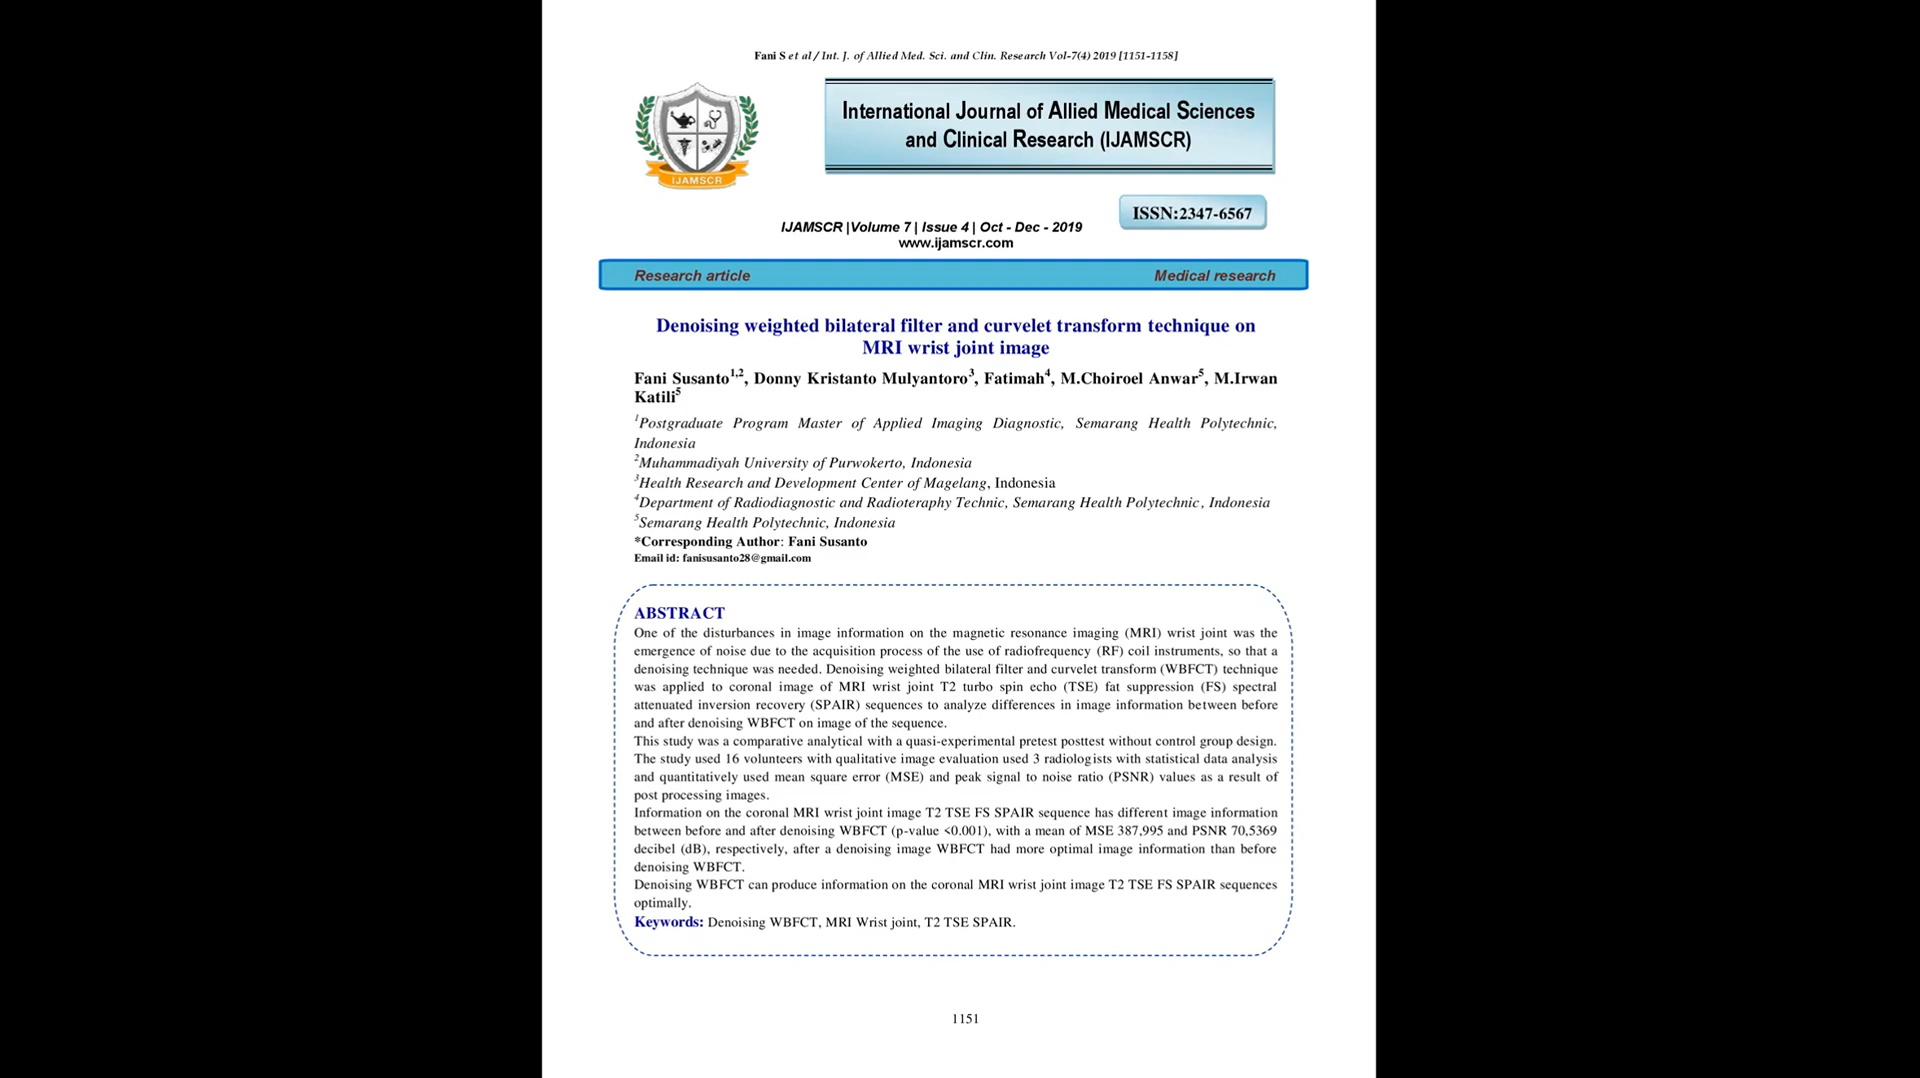 Fani S et al / Int. J. of Allied Med. Sci. and Clin. Research Vol-7(4) 2019 [1151-1158]
IJAMSCR
International Journal of Allied Medical Sciences
and Clinical Research (IJAMSCR)
ISSN:2347-6567
IJAMSCR |Volume 7 | Issue 4 | Oct - Dec - 2019
www.ijamscr.com
Research article Medical research
Denoising weighted bilateral filter and curvelet transform technique on
MRI wrist joint image
Fani Susanto1,2, Donny Kristanto Mulyantoro3, Fatimah4, M.Choiroel Anwar5, M.Irwan
Katili5
1Postgraduate Program Master of Applied Imaging Diagnostic, Semarang Health Polytechnic,
Indonesia
2Muhammadiyah University of Purwokerto, Indonesia
3Health Research and Development Center of Magelang, Indonesia
4Department of Radiodiagnostic and Radioteraphy Technic, Semarang Health Polytechnic, Indonesia
5Semarang Health Polytechnic, Indonesia
*Corresponding Author: Fani Susanto
Email id: fanisusanto28@gmail.com
ABSTRACT
One of the disturbances in image information on the magnetic resonance imaging (MRI) wrist joint was the
emergence of noise due to the acquisition process of the use of radiofrequency (RF) coil instruments, so that a
denoising technique was needed. Denoising weighted bilateral filter and curvelet transform (WBFCT) technique
was applied to coronal image of MRI wrist joint T2 turbo spin echo (TSE) fat suppression (FS) spectral
attenuated inversion recovery (SPAIR) sequences to analyze differences in image information between before
and after denoising WBFCT on image of the sequence.
This study was a comparative analytical with a quasi-experimental pretest posttest without control group design.
The study used 16 volunteers with qualitative image evaluation used 3 radiologists with statistical data analysis
and quantitatively used mean square error (MSE) and peak signal to noise ratio (PSNR) values as a result of
post processing images.
Information on the coronal MRI wrist joint image T2 TSE FS SPAIR sequence has different image information
between before and after denoising WBFCT (p-value <0.001), with a mean of MSE 387,995 and PSNR 70,5369
decibel (dB), respectively, after a denoising image WBFCT had more optimal image information than before
denoising WBFCT.
Denoising WBFCT can produce information on the coronal MRI wrist joint image T2 TSE FS SPAIR sequences
optimally.
Keywords: Denoising WBFCT, MRI Wrist joint, T2 TSE SPAIR.
1151